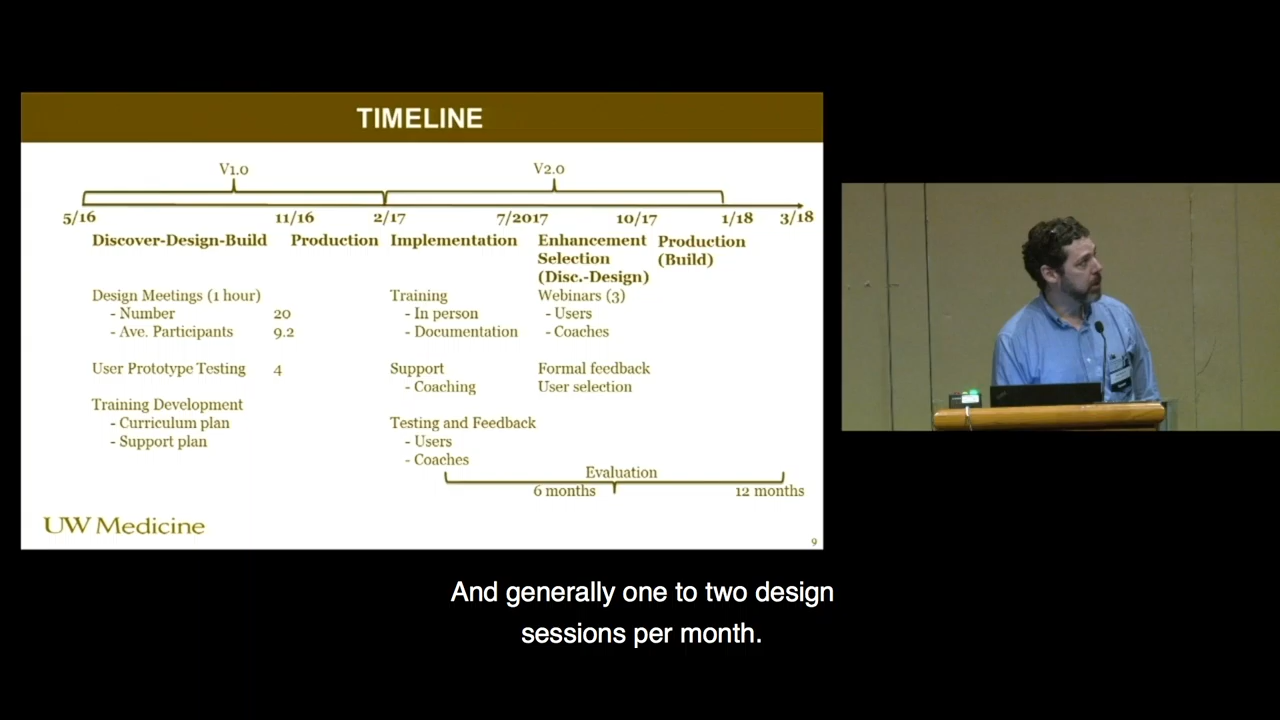 TIMELINE
V1.0
V2.0
5/16
11/16
2/17
7/2017
10/17
1/18
3/18
Discover-Design-Build
Production
Implementation
Enhancement
Selection
(Disc.-Design)
Production
(Build)
Design Meetings (1 hour)
- Number 20
- Ave. Participants 9.2
User Prototype Testing 4
Training Development
- Curriculum plan
- Support plan
Training
- In person
- Documentation
Support
- Coaching
Testing and Feedback
- Users
- Coaches
Webinars (3)
- Users
- Coaches
Formal feedback
User selection
Evaluation
6 months
12 months
UW Medicine
9
And generally one to two design
sessions per month.